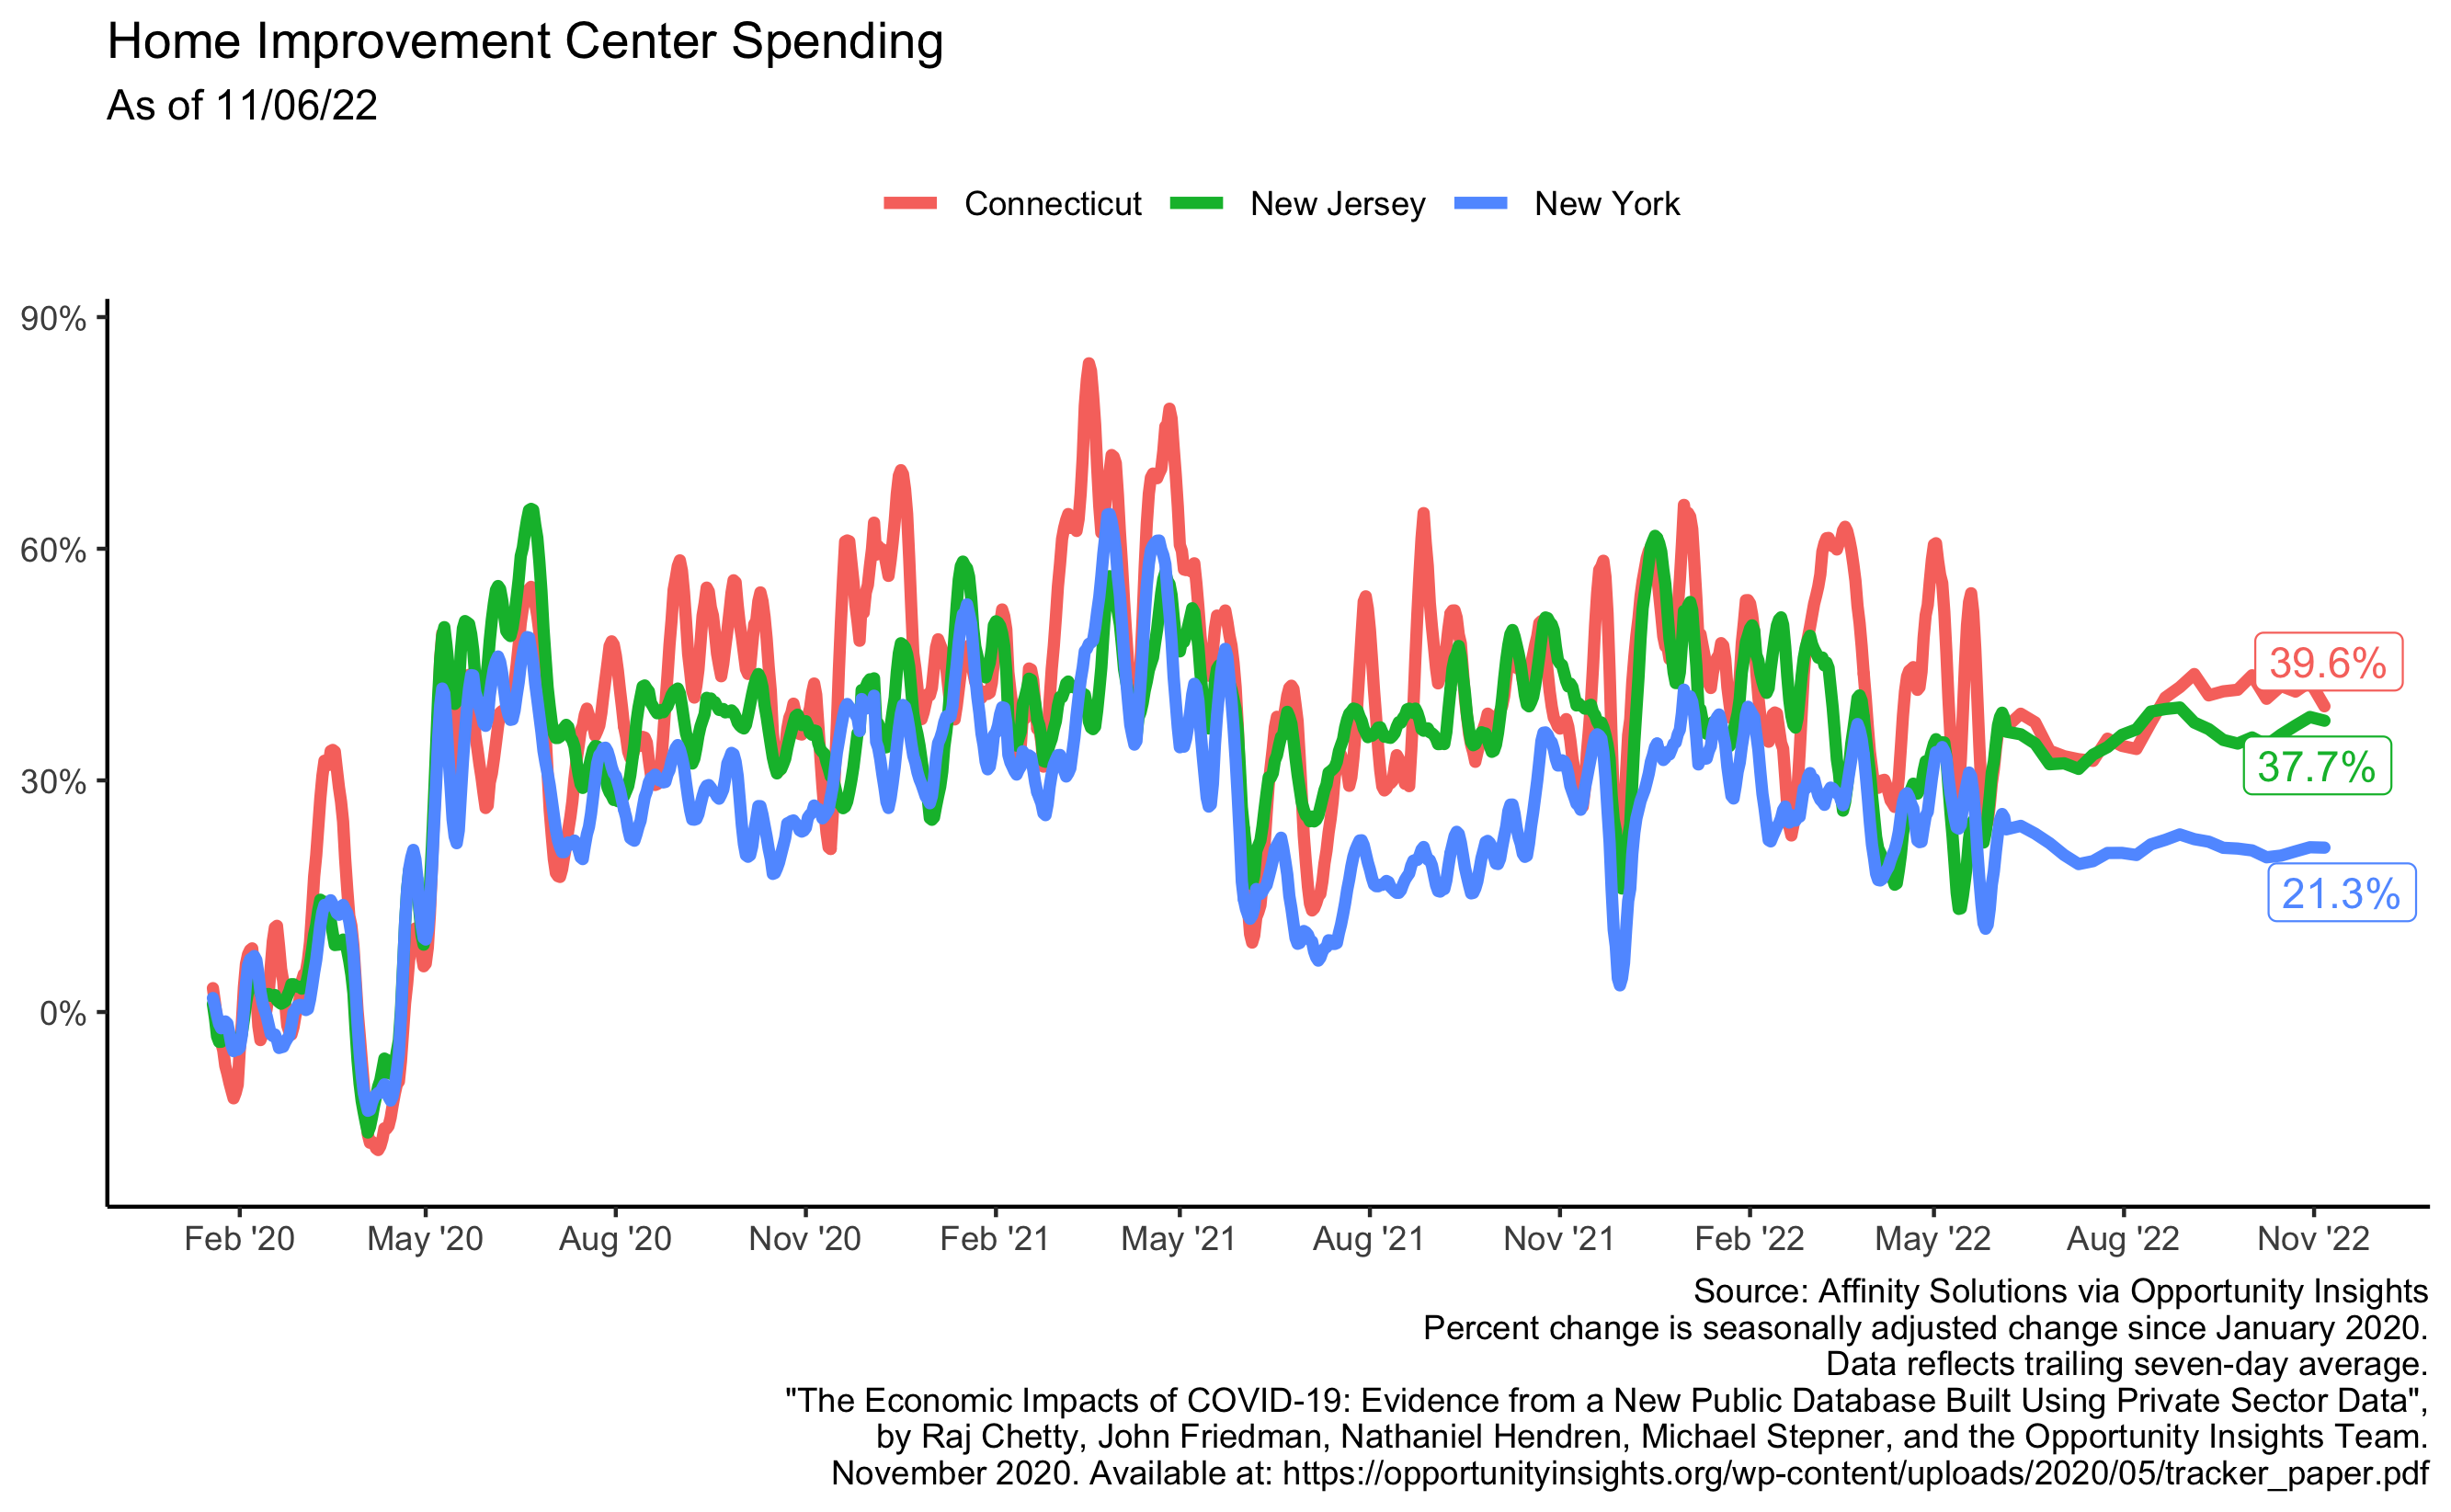 Home Improvement Center Spending
As of 11/06/22
Connecticut
New Jersey
New York
90%
60%
30%
0%
39.6%
37.7%
21.3%
Feb '20
May '20
Aug '20
Nov '20
Feb '21
May '21
Aug '21
Nov '21
Feb '22
May '22
Aug '22
Nov '22
Source: Affinity Solutions via Opportunity Insights
Percent change is seasonally adjusted change since January 2020.
Data reflects trailing seven-day average.
"The Economic Impacts of COVID-19: Evidence from a New Public Database Built Using Private Sector Data",
by Raj Chetty, John Friedman, Nathaniel Hendren, Michael Stepner, and the Opportunity Insights Team.
November 2020. Available at: https://opportunityinsights.org/wp-content/uploads/2020/05/tracker_paper.pdf